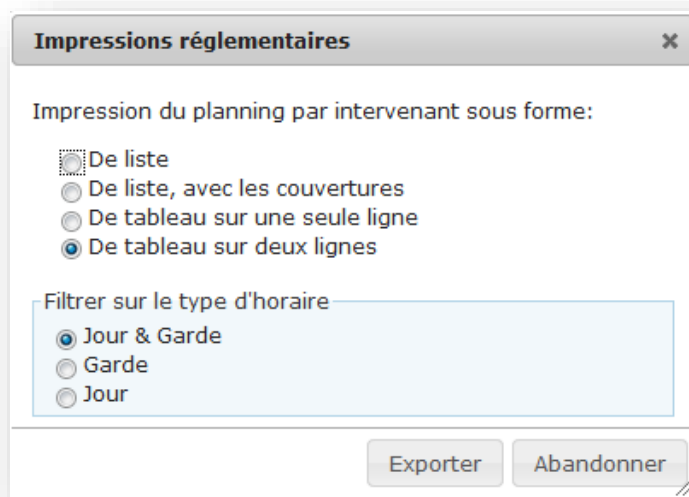 Impressions réglementaires
Impression du planning par intervenant sous forme:
De liste
De liste, avec les couvertures
De tableau sur une seule ligne
De tableau sur deux lignes
Filtrer sur le type d'horaire
Jour & Garde
Garde
Jour
Exporter Abandonner